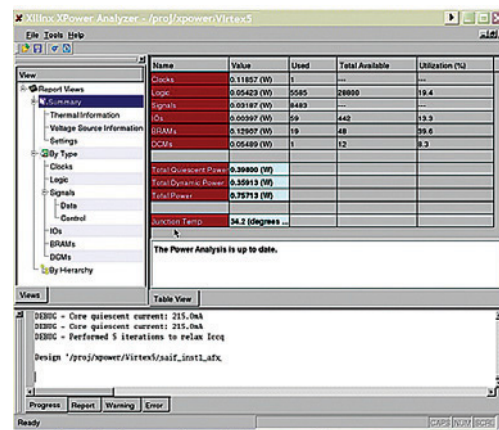 Xilinx XPower Analyzer - /proj/xpower/Virtex5
File Tools Help
View
Report Views
Summary
Thermal Information
Voltage Source Information
Settings
By Type
Clocks
Logic
Signals
Data
Control
IOs
BRAMs
DCMs
By Hierarchy
Views
Name Value Used Total Available Utilization (%)
Clocks 0.11857 (W) 1 --- ---
Logic 0.05423 (W) 5585 28800 19.4
Signals 0.03187 (W) 8483 --- ---
IOs 0.00397 (W) 59 442 13.3
BRAMs 0.12907 (W) 19 48 39.6
DCMs 0.05489 (W) 1 12 8.3
Total Quiescent Power 0.39800 (W)
Total Dynamic Power 0.35913 (W)
Total Power 0.75713 (W)
Junction Temp 34.2 (degrees ...
The Power Analysis is up to date.
Table View
DEBUG - Core quiescent current: 215.0mA
DEBUG - Core quiescent current: 215.0mA
DEBUG - Performed 5 iterations to relax Iccq
Design '/proj/xpower/Virtex5/saif_inst1_afx
Progress Report Warning Error
Ready CAPS NUM SCRL